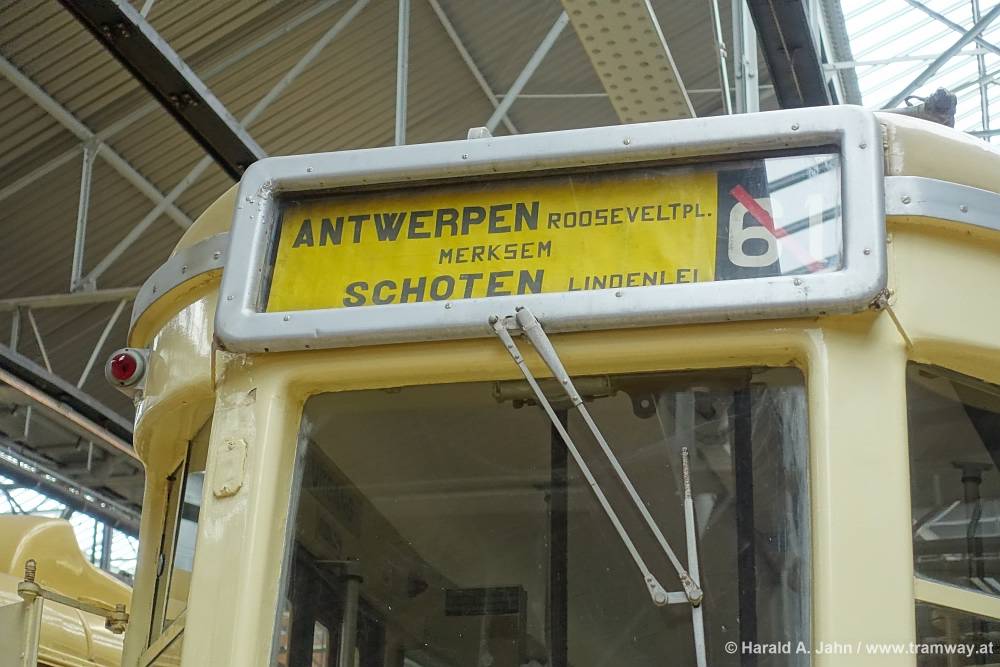 ANTWERPEN ROOSEVELTPL.
MERKSEM
SCHOTEN LINDENLEI
61
© Harald A. Jahn / www.tramway.at